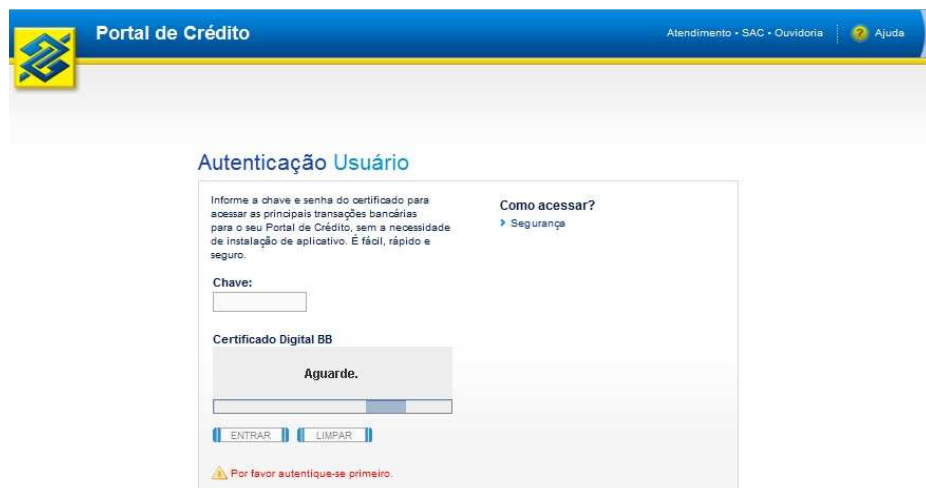 Portal de Crédito
Atendimento • SAC • Ouvidoria
? Ajuda
Autenticação Usuário
Informe a chave e senha do certificado para
acessar as principais transações bancárias
para o seu Portal de Crédito, sem a necessidade
de instalação de aplicativo. É fácil, rápido e
seguro.
Como acessar?
Segurança
Chave:
Certificado Digital BB
Aguarde.
ENTRAR
LIMPAR
Por favor autentique-se primeiro.